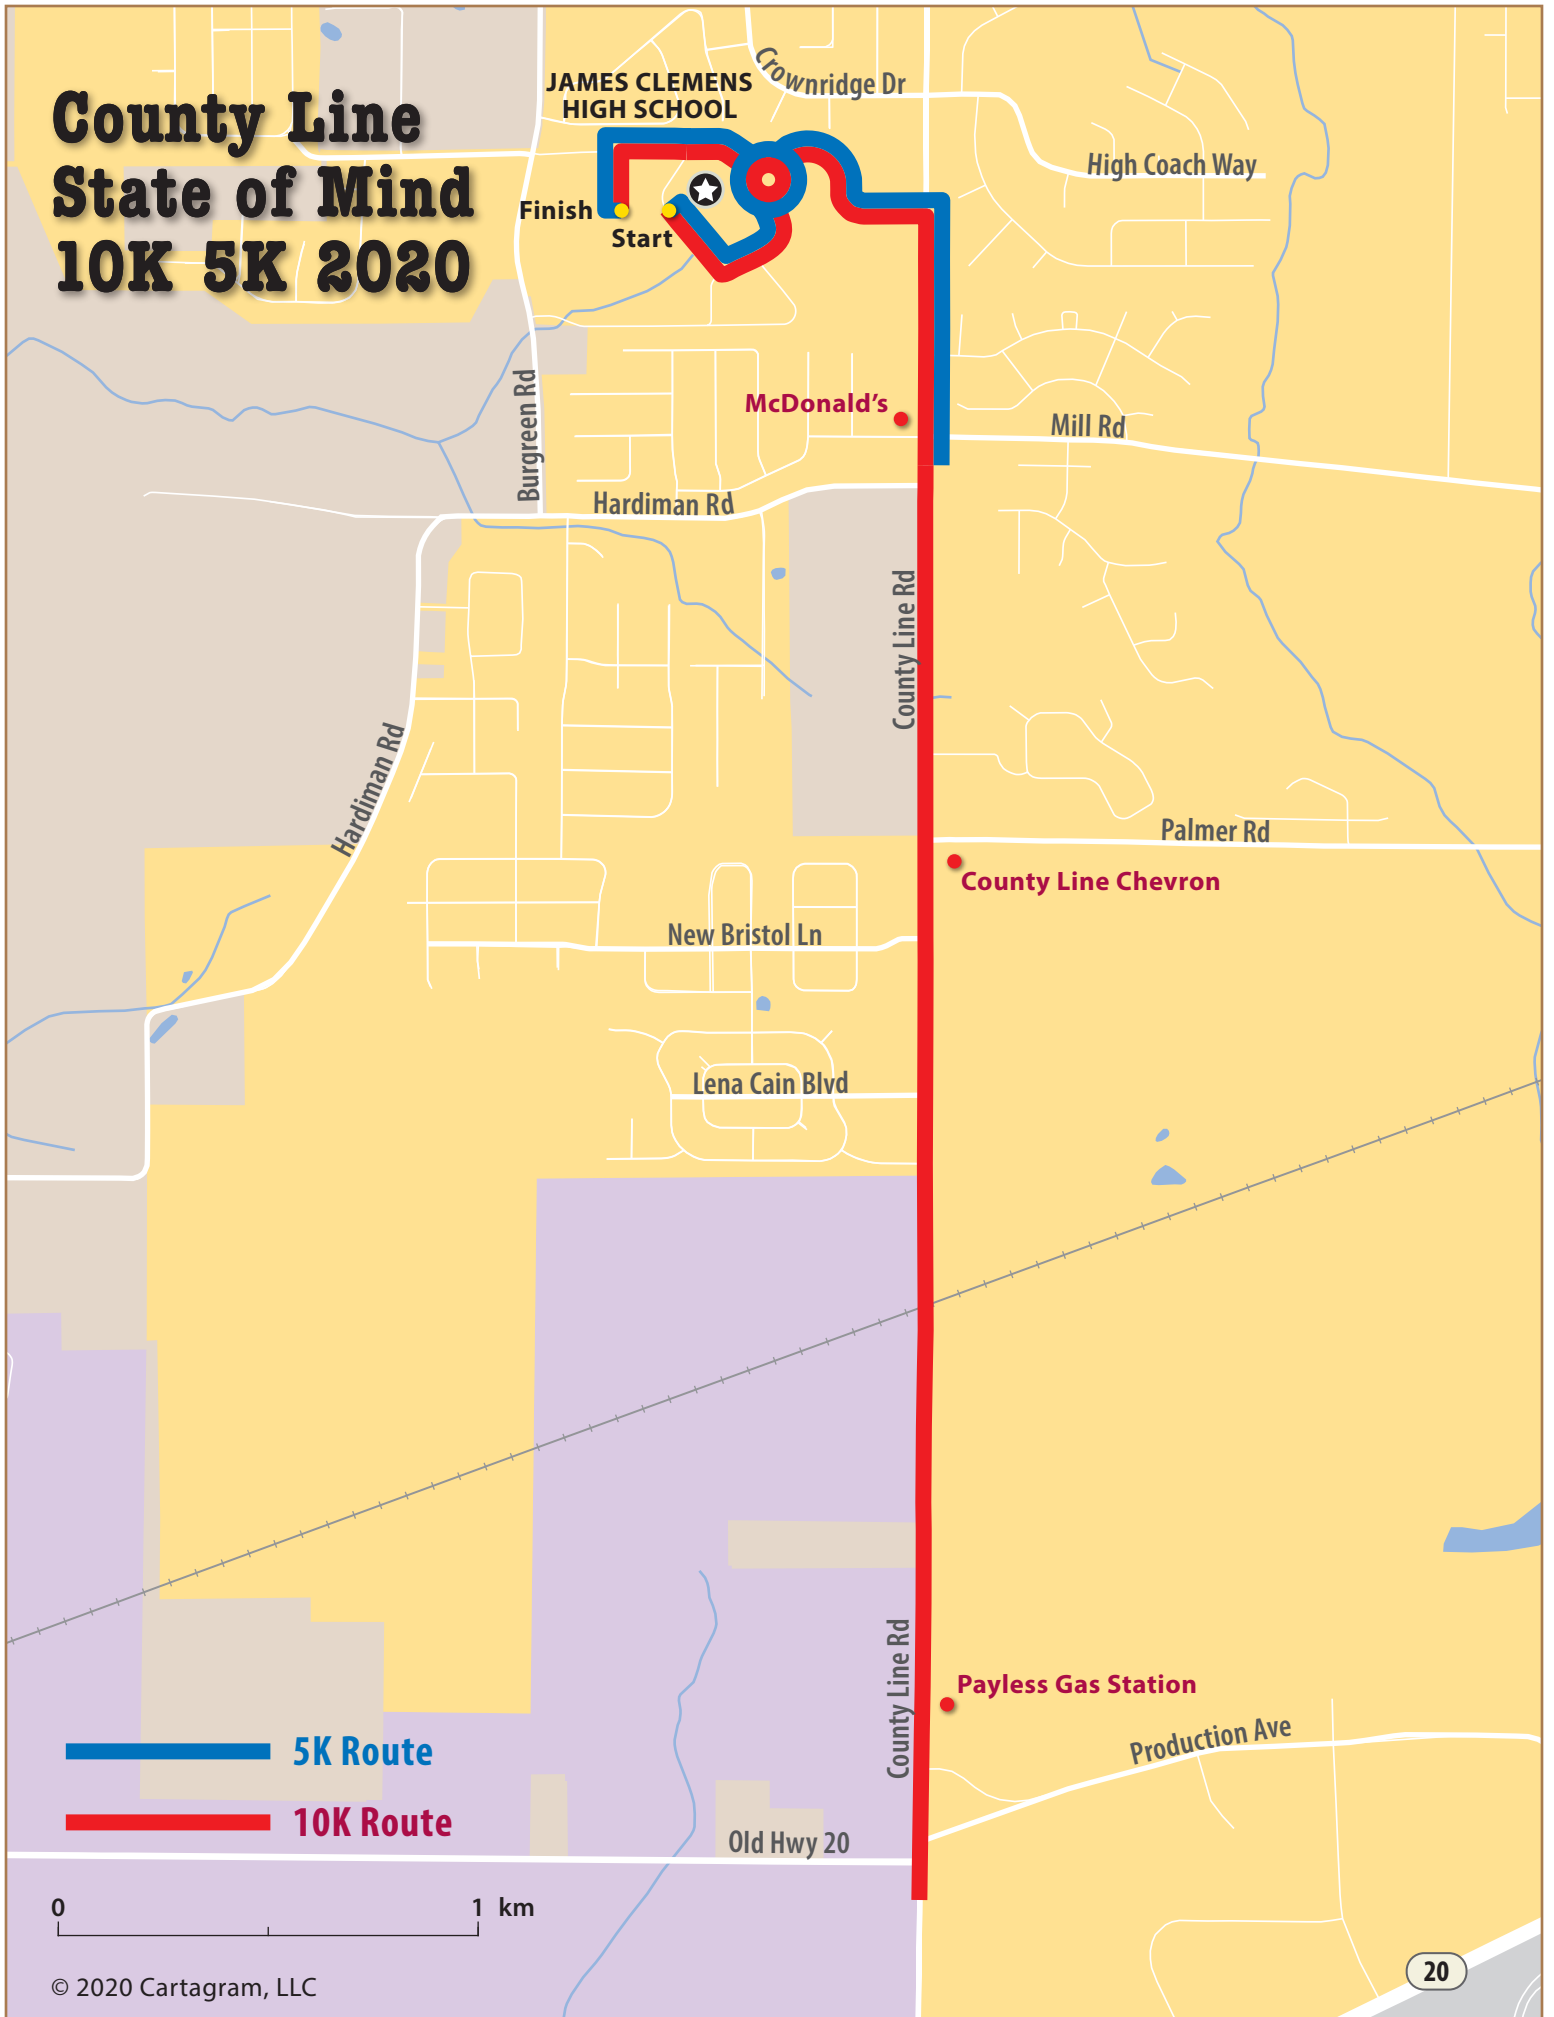 County Line
State of Mind
10K 5K 2020
JAMES CLEMENS
HIGH SCHOOL
Crownridge Dr
High Coach Way
Finish
Start
Burgreen Rd
McDonald's
Mill Rd
Hardiman Rd
County Line Rd
Hardiman Rd
Palmer Rd
County Line Chevron
New Bristol Ln
Lena Cain Blvd
County Line Rd
Payless Gas Station
Production Ave
5K Route
10K Route
Old Hwy 20
0 1 km
20
© 2020 Cartagram, LLC